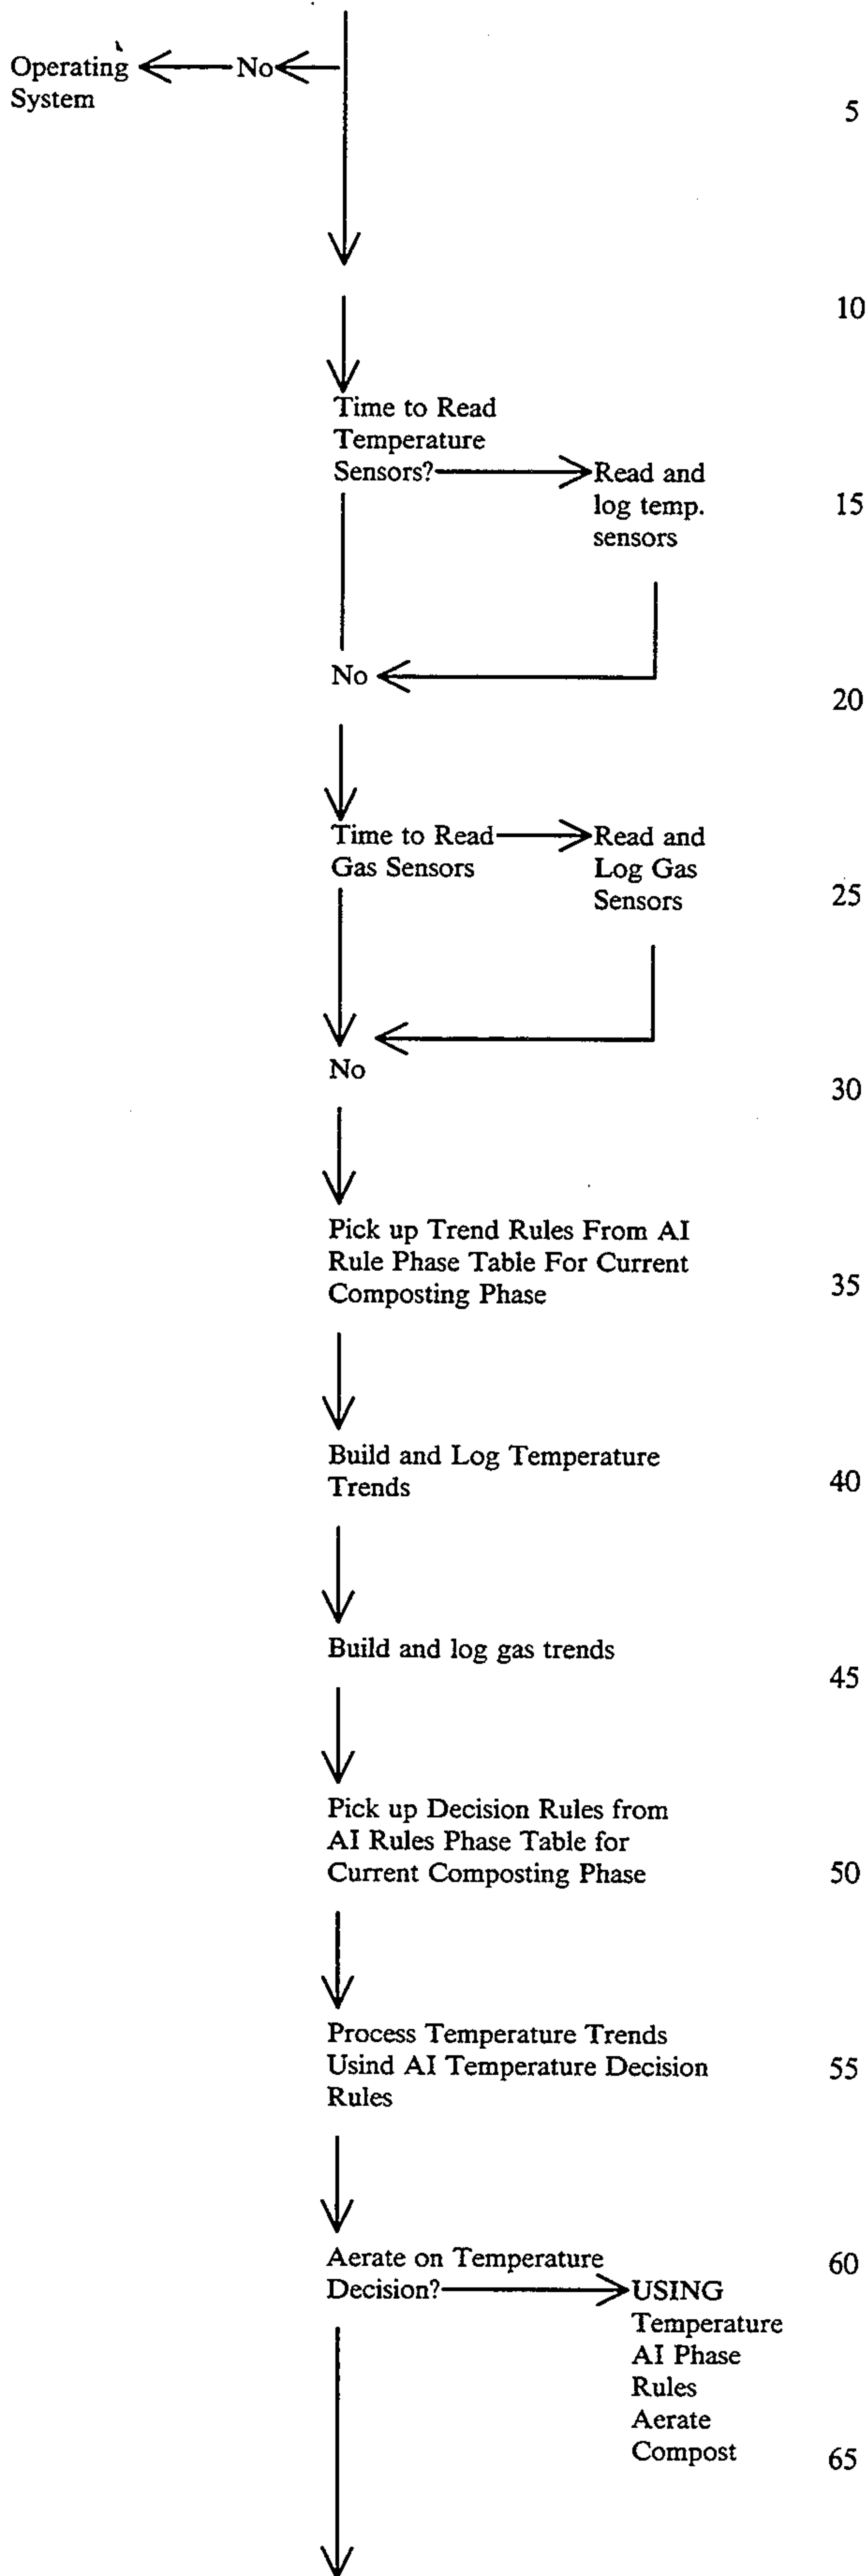 Operating
System
No
5
10
Time to Read
Temperature
Sensors?
Read and
log temp.
sensors
15
No
20
Time to Read
Gas Sensors
Read and
Log Gas
Sensors
25
No
30
Pick up Trend Rules From AI
Rule Phase Table For Current
Composting Phase
35
Build and Log Temperature
Trends
40
Build and log gas trends
45
Pick up Decision Rules from
AI Rules Phase Table for
Current Composting Phase
50
Process Temperature Trends
Usind AI Temperature Decision
Rules
55
Aerate on Temperature
Decision?
60
USING
Temperature
AI Phase
Rules
Aerate
Compost
65